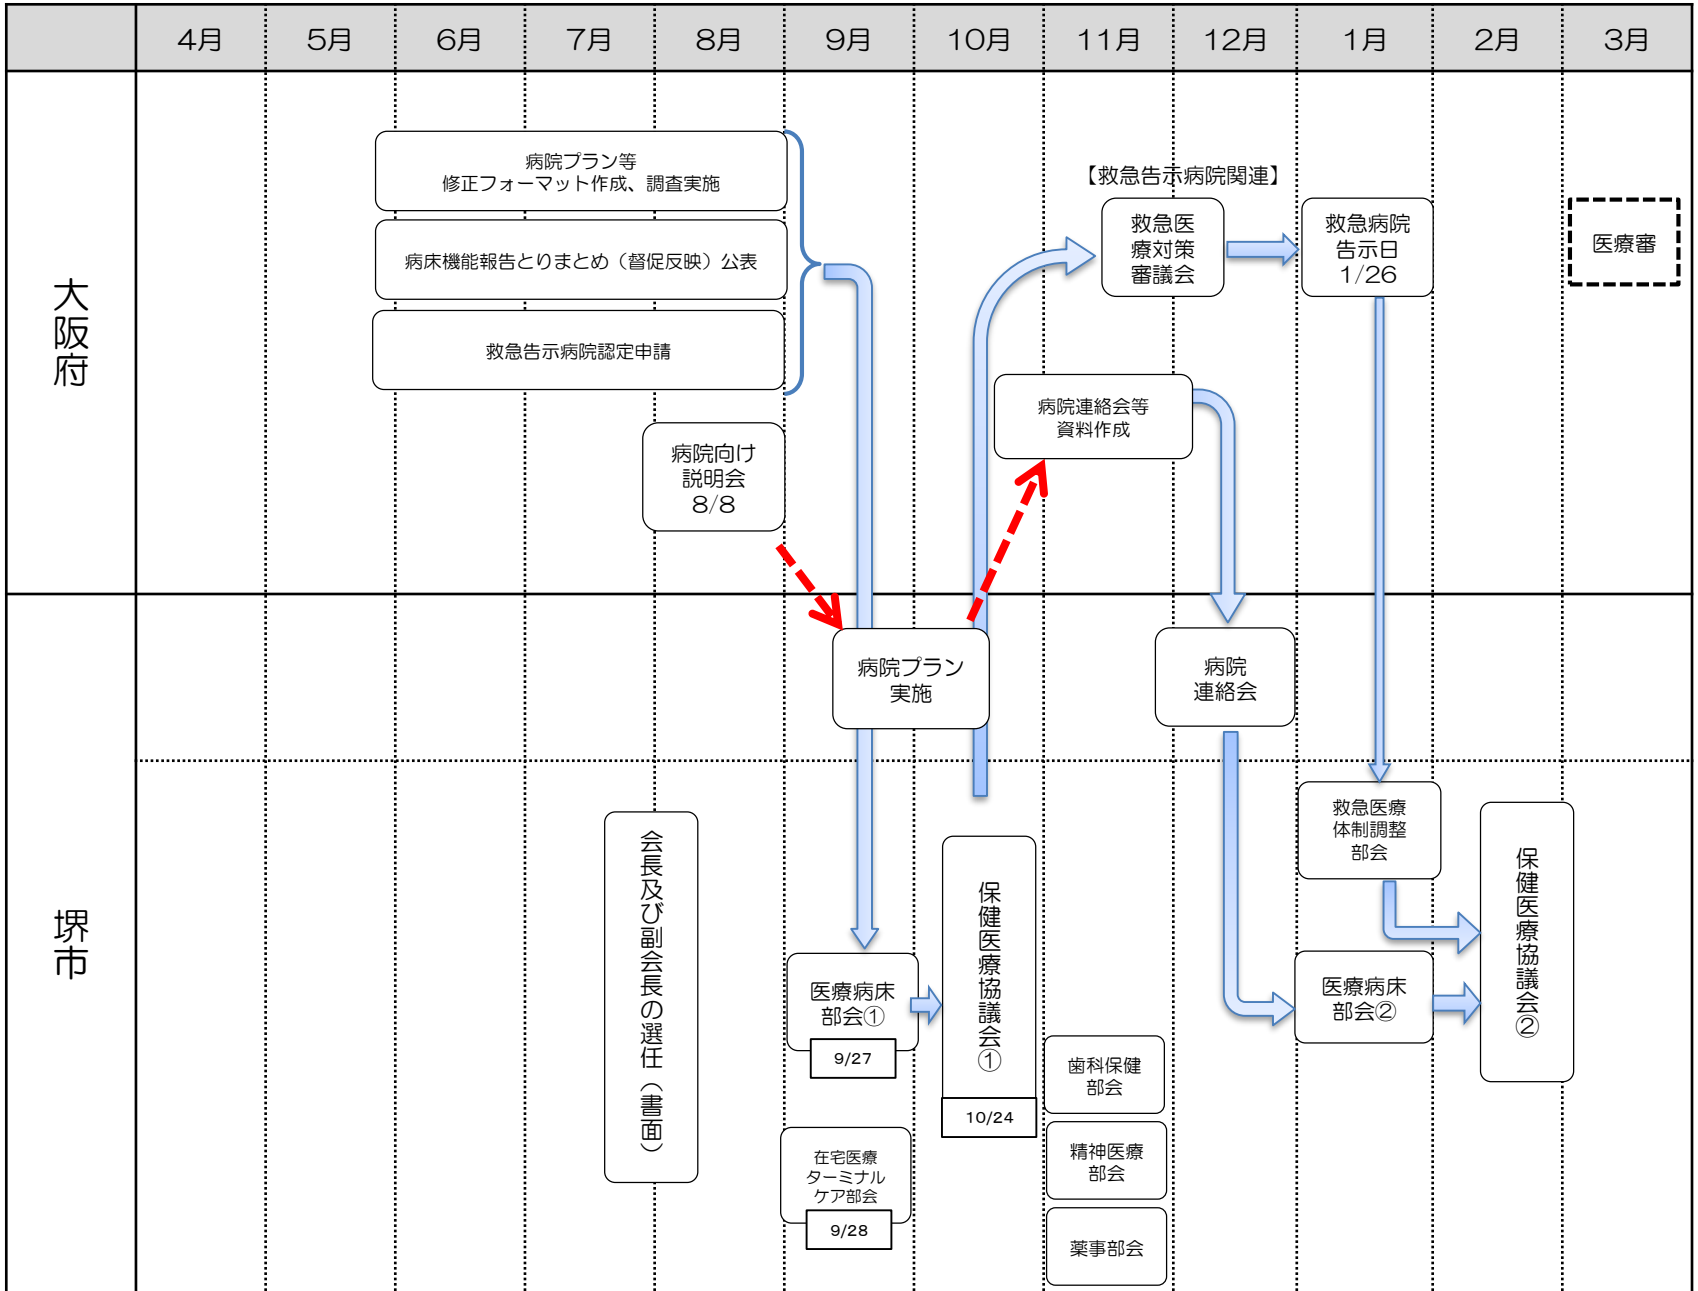 4月 5月 6月 7月 8月 9月 10月 11月 12月 1月 2月 3月
大阪府
病院プラン等
修正フォーマット作成、調査実施
病床機能報告とりまとめ（督促反映）公表
救急告示病院認定申請
病院向け
説明会
8/8
【救急告示病院関連】
救急医
療対策
審議会
救急病院
告示日
1/26
医療審
病院連絡会等
資料作成
堺市
病院プラン
実施
病院
連絡会
会長及び副会長の選任（書面）
医療病床
部会①
9/27
在宅医療
ターミナル
ケア部会
9/28
保健医療協議会①
10/24
歯科保健
部会
精神医療
部会
薬事部会
救急医療
体制調整
部会
医療病床
部会②
保健医療協議会②